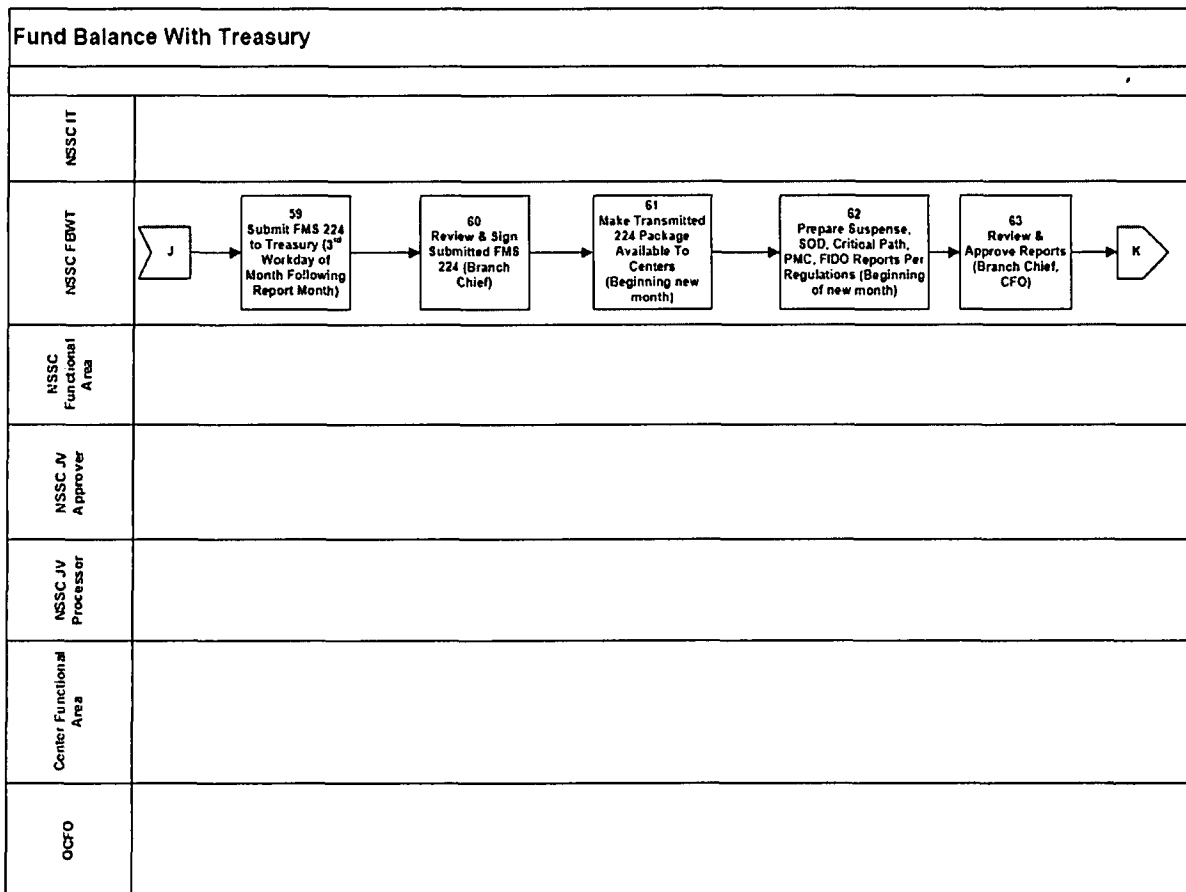 Fund Balance With Treasury
NSSC IT
NSSC FBWT
J
59
Submit FMS 224
to Treasury (3rd
Workday of
Month Following
Report Month)
60
Review & Sign
Submitted FMS
224 (Branch
Chief)
61
Make Transmitted
224 Package
Available To
Centers
(Beginning new
month)
62
Prepare Suspense,
SOD, Critical Path,
PMC, FIDO Reports Per
Regulations (Beginning
of new month)
63
Review &
Approve Reports
(Branch Chief,
CFO)
K
NSSC
Functional
Area
NSSC JV
Approver
NSSC JV
Processor
Center Functional
Area
OCFO